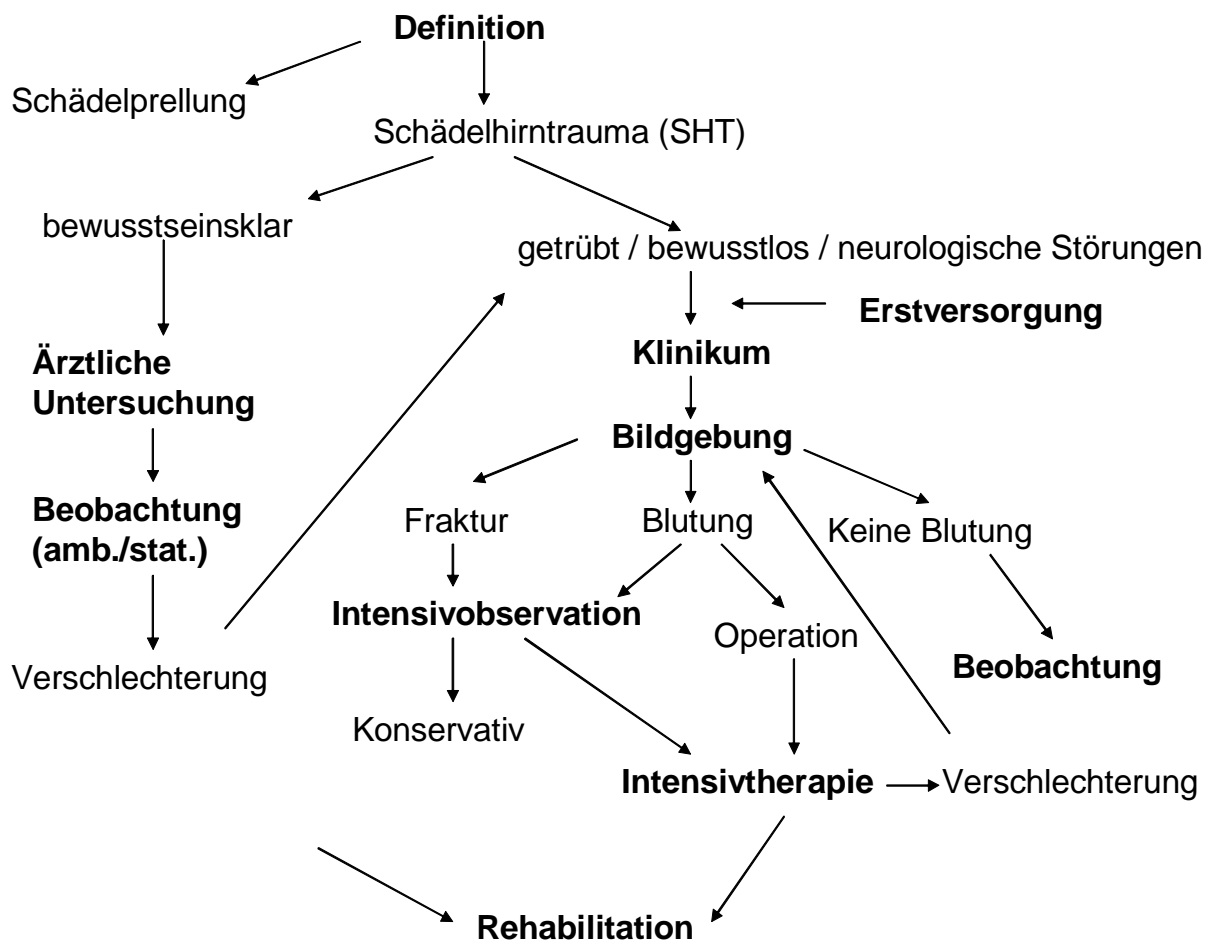 Definition
Schädelprellung
Schädelhirntrauma (SHT)
bewusstseinsklar
getrübt / bewusstlos / neurologische Störungen
Erstversorgung
Klinikum
Ärztliche
Untersuchung
Bildgebung
Beobachtung
(amb./stat.)
Fraktur
Blutung
Keine Blutung
Intensivobservation
Operation
Beobachtung
Verschlechterung
Konservativ
Intensivtherapie
Verschlechterung
Rehabilitation